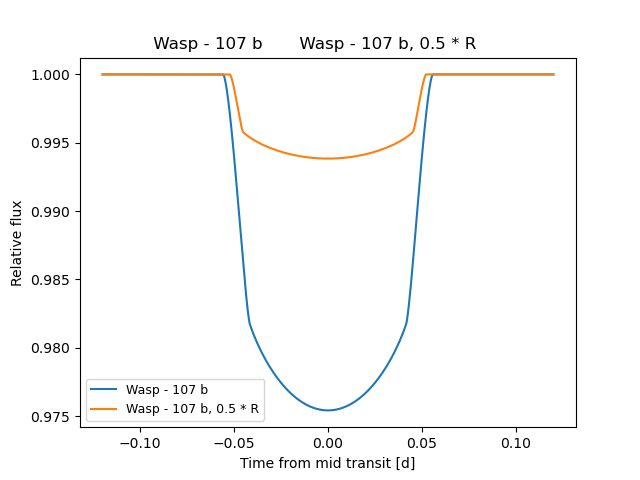 Wasp - 107 b       Wasp - 107 b, 0.5 * R
1.000
0.995
0.990
0.985
0.980
0.975
Relative flux
Wasp - 107 b
Wasp - 107 b, 0.5 * R
−0.10 −0.05 0.00 0.05 0.10
Time from mid transit [d]